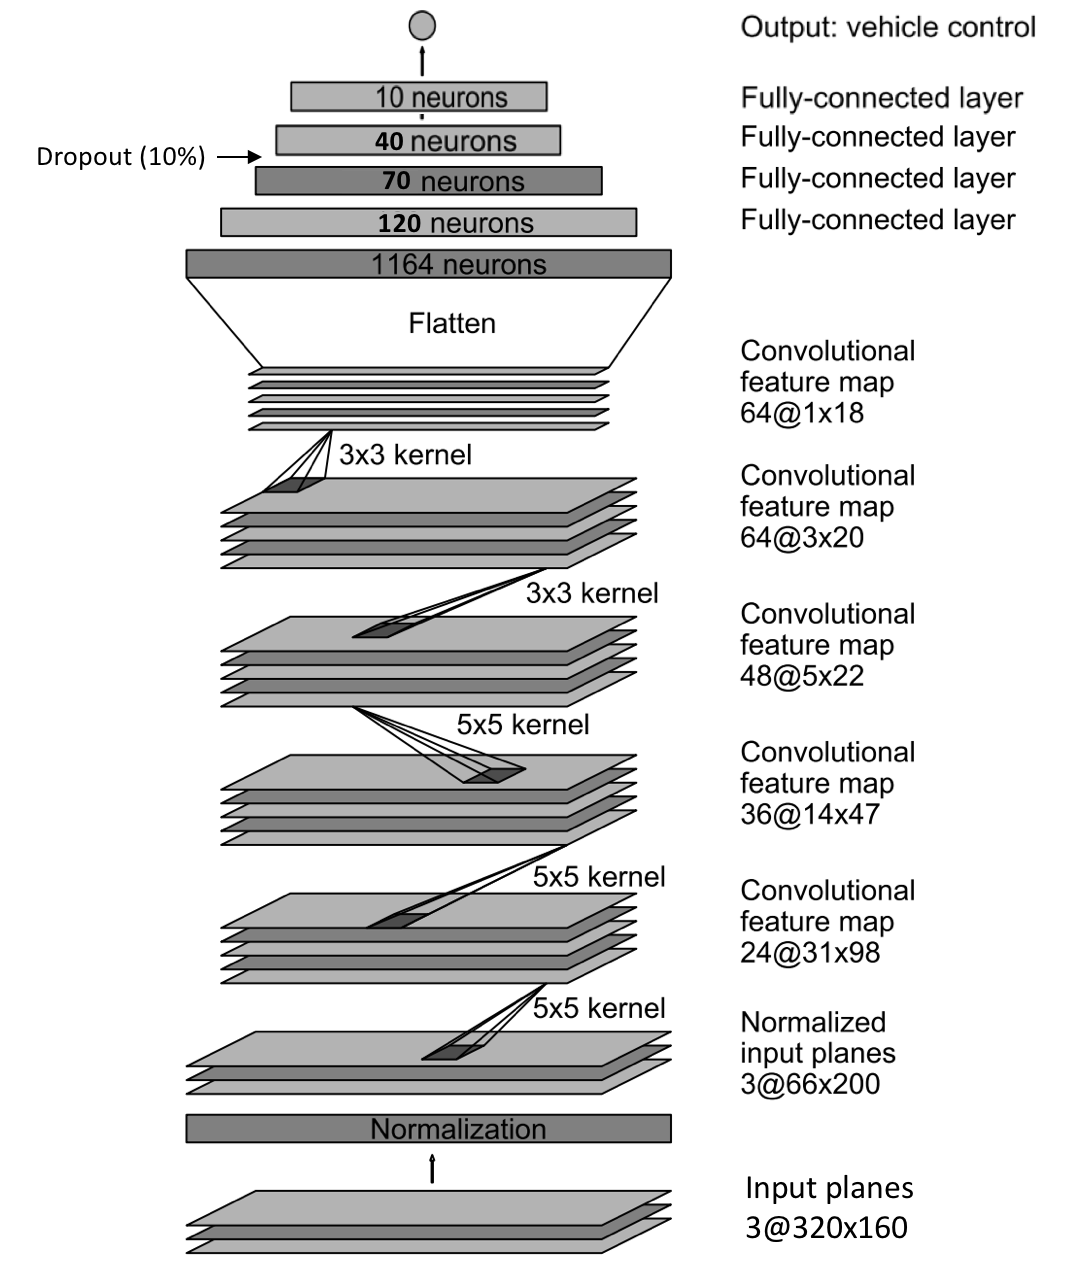 Output: vehicle control
10 neurons
Fully-connected layer
40 neurons
Fully-connected layer
Dropout (10%)
70 neurons
Fully-connected layer
120 neurons
Fully-connected layer
1164 neurons
Flatten
Convolutional
feature map
64@1x18
3x3 kernel
Convolutional
feature map
64@3x20
3x3 kernel
Convolutional
feature map
48@5x22
5x5 kernel
Convolutional
feature map
36@14x47
5x5 kernel
Convolutional
feature map
24@31x98
5x5 kernel
Normalized
input planes
3@66x200
Normalization
Input planes
3@320x160